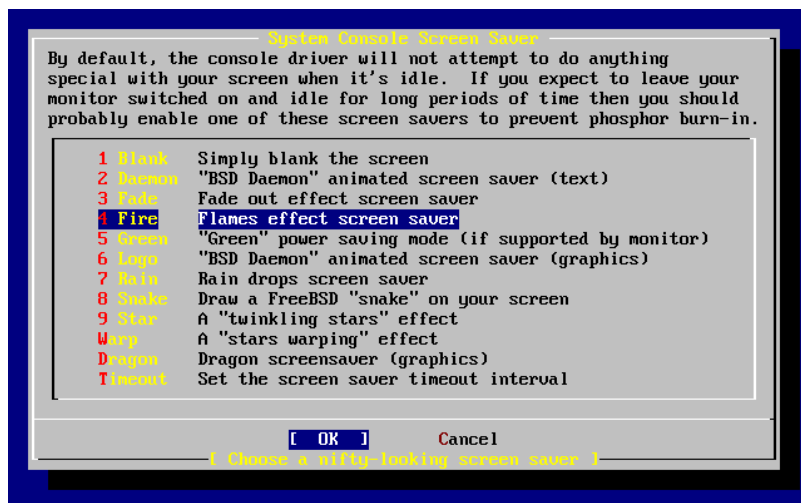 System Console Screen Saver
By default, the console driver will not attempt to do anything
special with your screen when it's idle.  If you expect to leave your
monitor switched on and idle for long periods of time then you should
probably enable one of these screen savers to prevent phosphor burn-in.
1 Blank   Simply blank the screen
2 Daemon  "BSD Daemon" animated screen saver (text)
3 Fade    Fade out effect screen saver
4 Fire    Flames effect screen saver
5 Green   "Green" power saving mode (if supported by monitor)
6 Logo    "BSD Daemon" animated screen saver (graphics)
7 Rain    Rain drops screen saver
8 Snake   Draw a FreeBSD "snake" on your screen
9 Star    A "twinkling stars" effect
Warp      A "stars warping" effect
Dragon    Dragon screensaver (graphics)
Timeout   Set the screen saver timeout interval
[  OK  ]       Cancel
[ Choose a nifty-looking screen saver ]